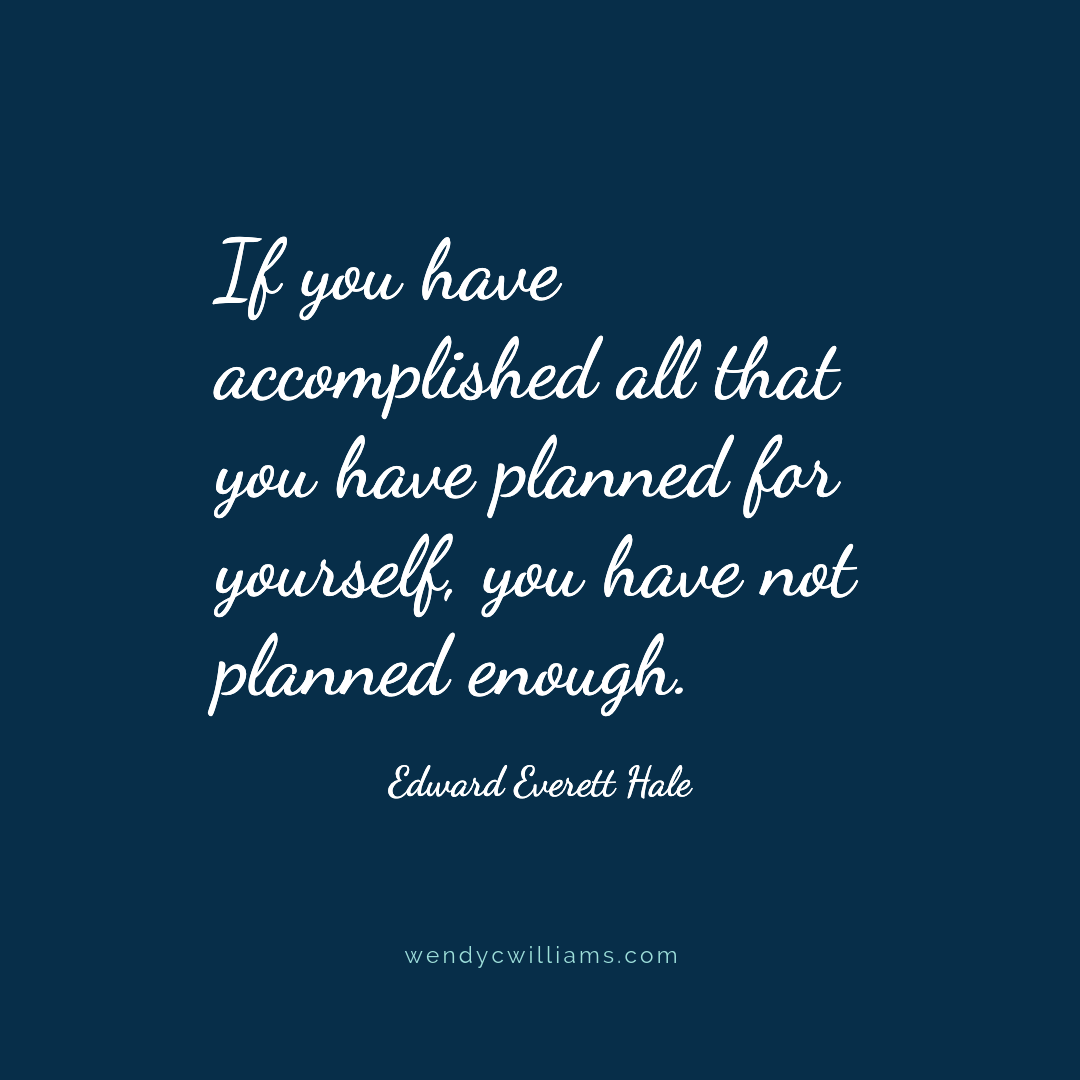 If you have
accomplished all that
you have planned for
yourself, you have not
planned enough.
Edward Everett Hale
wendycwilliams.com